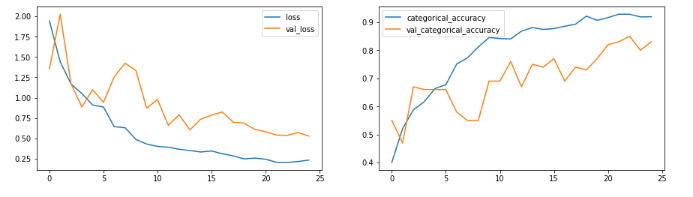 2.00
1.75
1.50
1.25
1.00
0.75
0.50
0.25
0 5 10 15 20 25
loss
val_loss
0.9
0.8
0.7
0.6
0.5
0.4
0 5 10 15 20 25
categorical_accuracy
val_categorical_accuracy